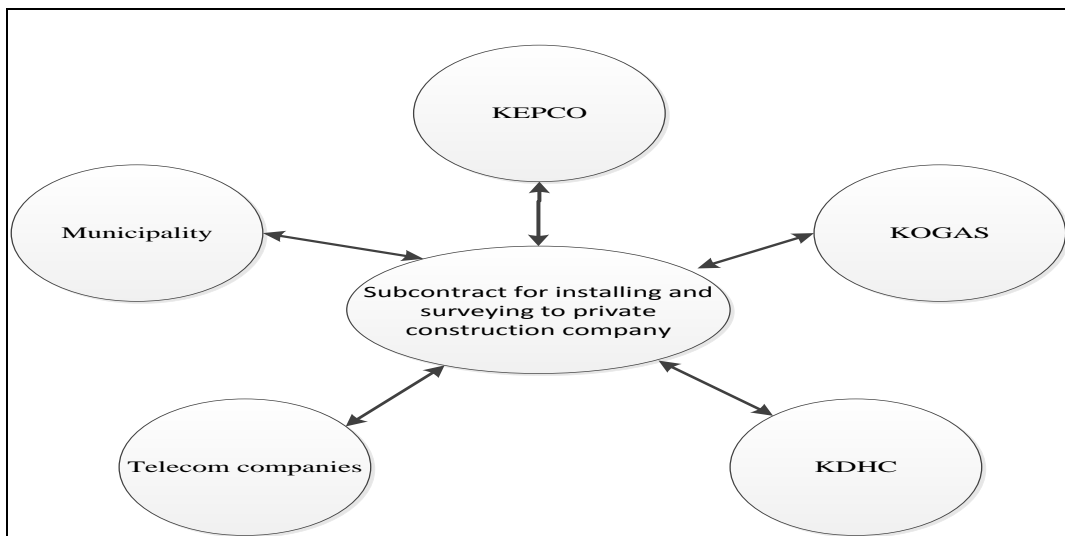 KEPCO
Municipality
KOGAS
Subcontract for installing and
surveying to private
construction company
Telecom companies
KDHC